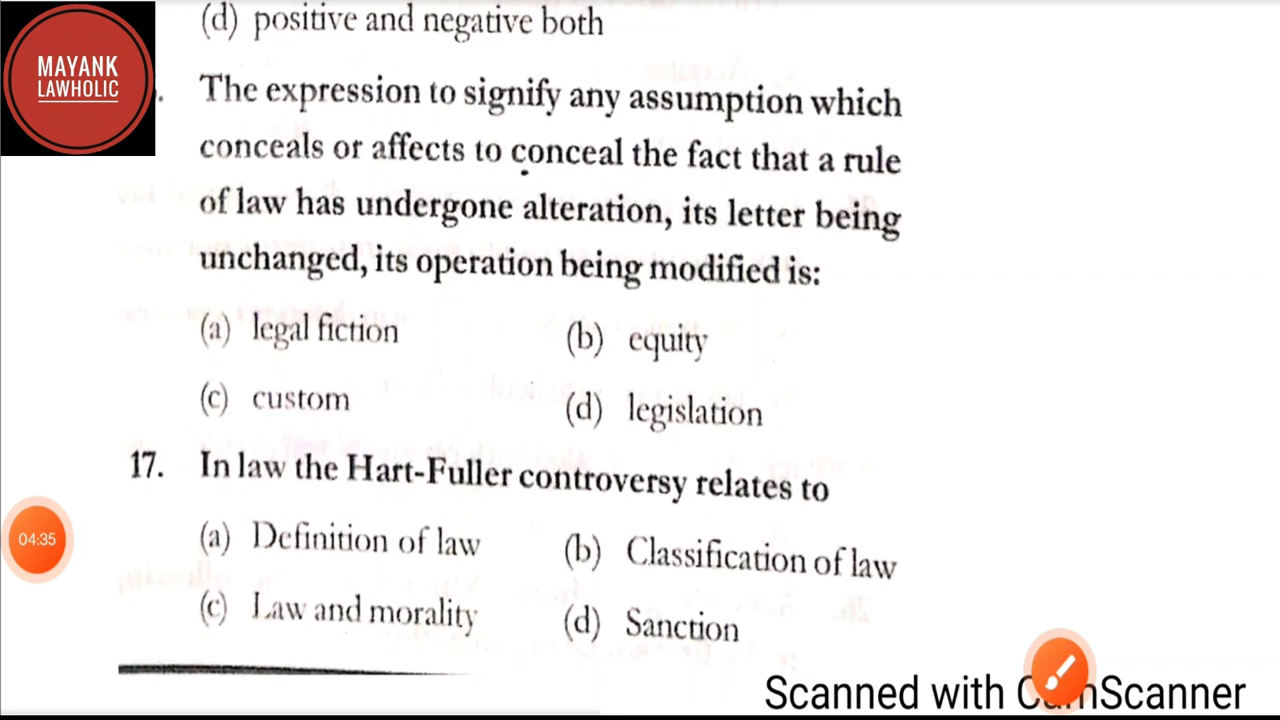 MAYANK
LAWHOLIC
(d) positive and negative both
The expression to signify any assumption which
conceals or affects to conceal the fact that a rule
of law has undergone alteration, its letter being
unchanged, its operation being modified is:
(a) legal fiction (b) equity
(c) custom (d) legislation
17. In law the Hart-Fuller controversy relates to
(a) Definition of law (b) Classification of law
(c) Law and morality (d) Sanction
04:35
Scanned with CamScanner